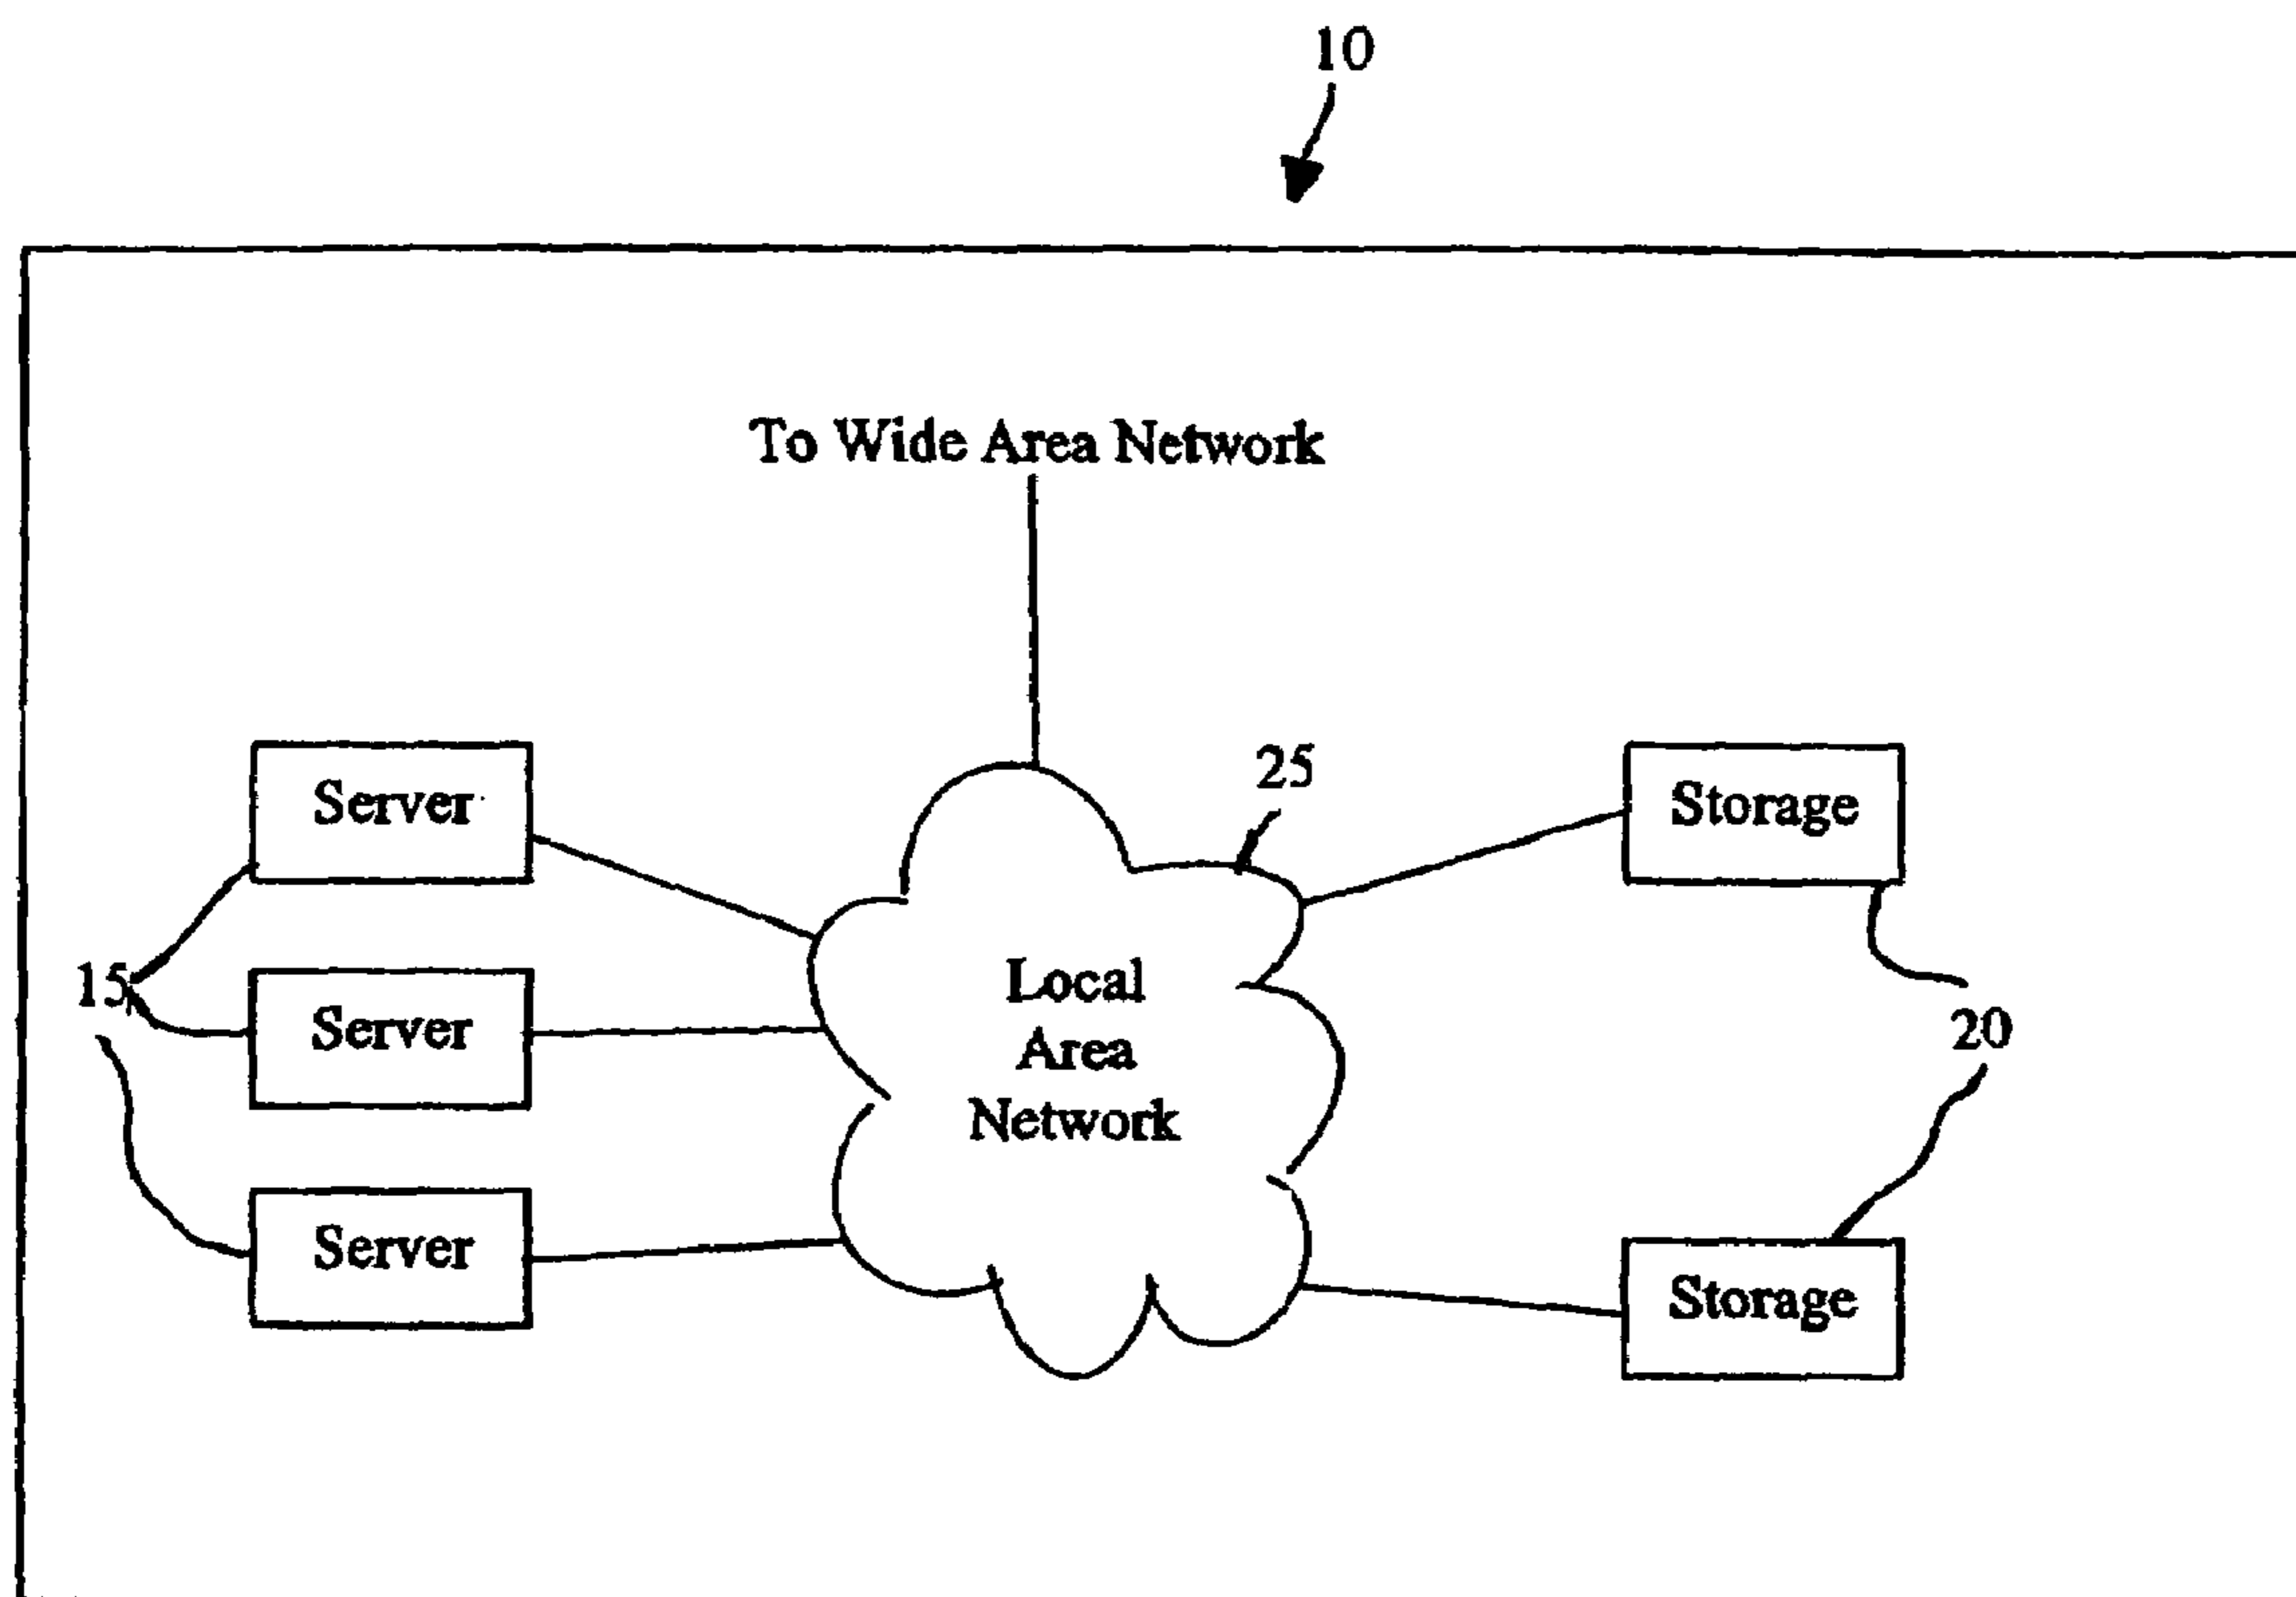 10
To Wide Area Network
25
Server
Storage
15
Local
Area
Network
Server
20
Server
Storage